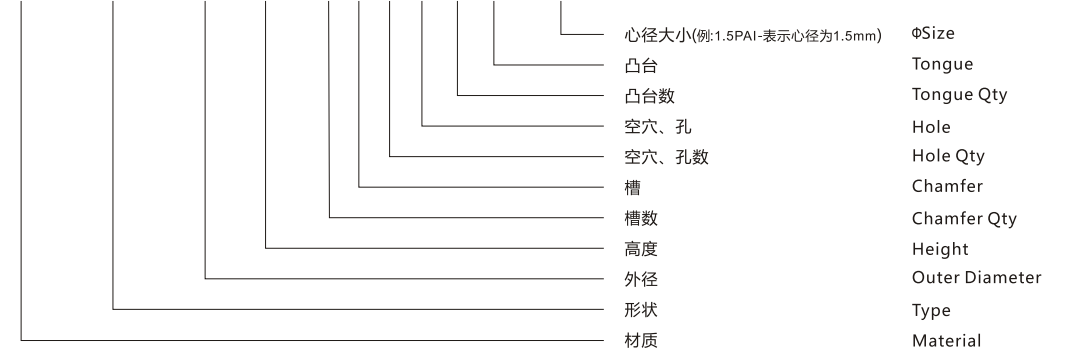 心径大小(例:1.5PAI-表示心径为1.5mm) ΦSize
凸台 Tongue
凸台数 Tongue Qty
空穴、孔 Hole
空穴、孔数 Hole Qty
槽 Chamfer
槽数 Chamfer Qty
高度 Height
外径 Outer Diameter
形状 Type
材质 Material